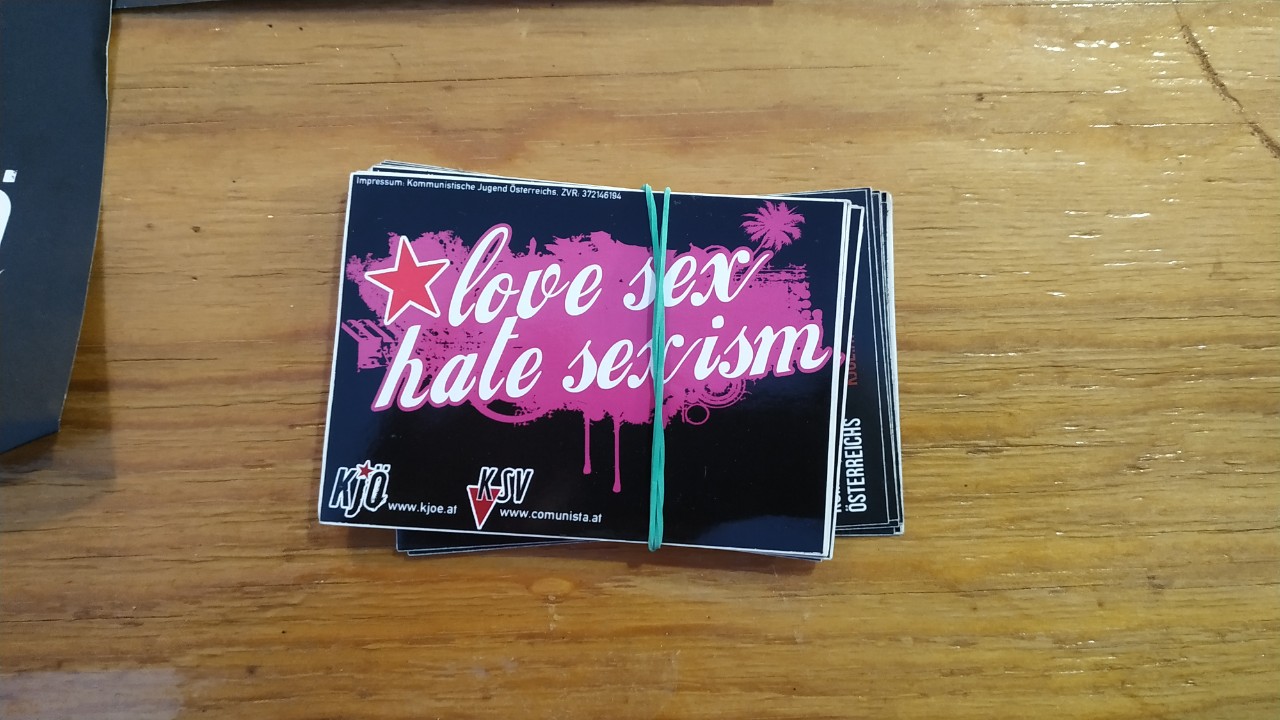 Impressum: Kommunistische Jugend Österreichs, ZVR: 372146194
love sex
hate sexism
KJÖ www.kjoe.at
KSV www.comunista.at
ÖSTERREICHS